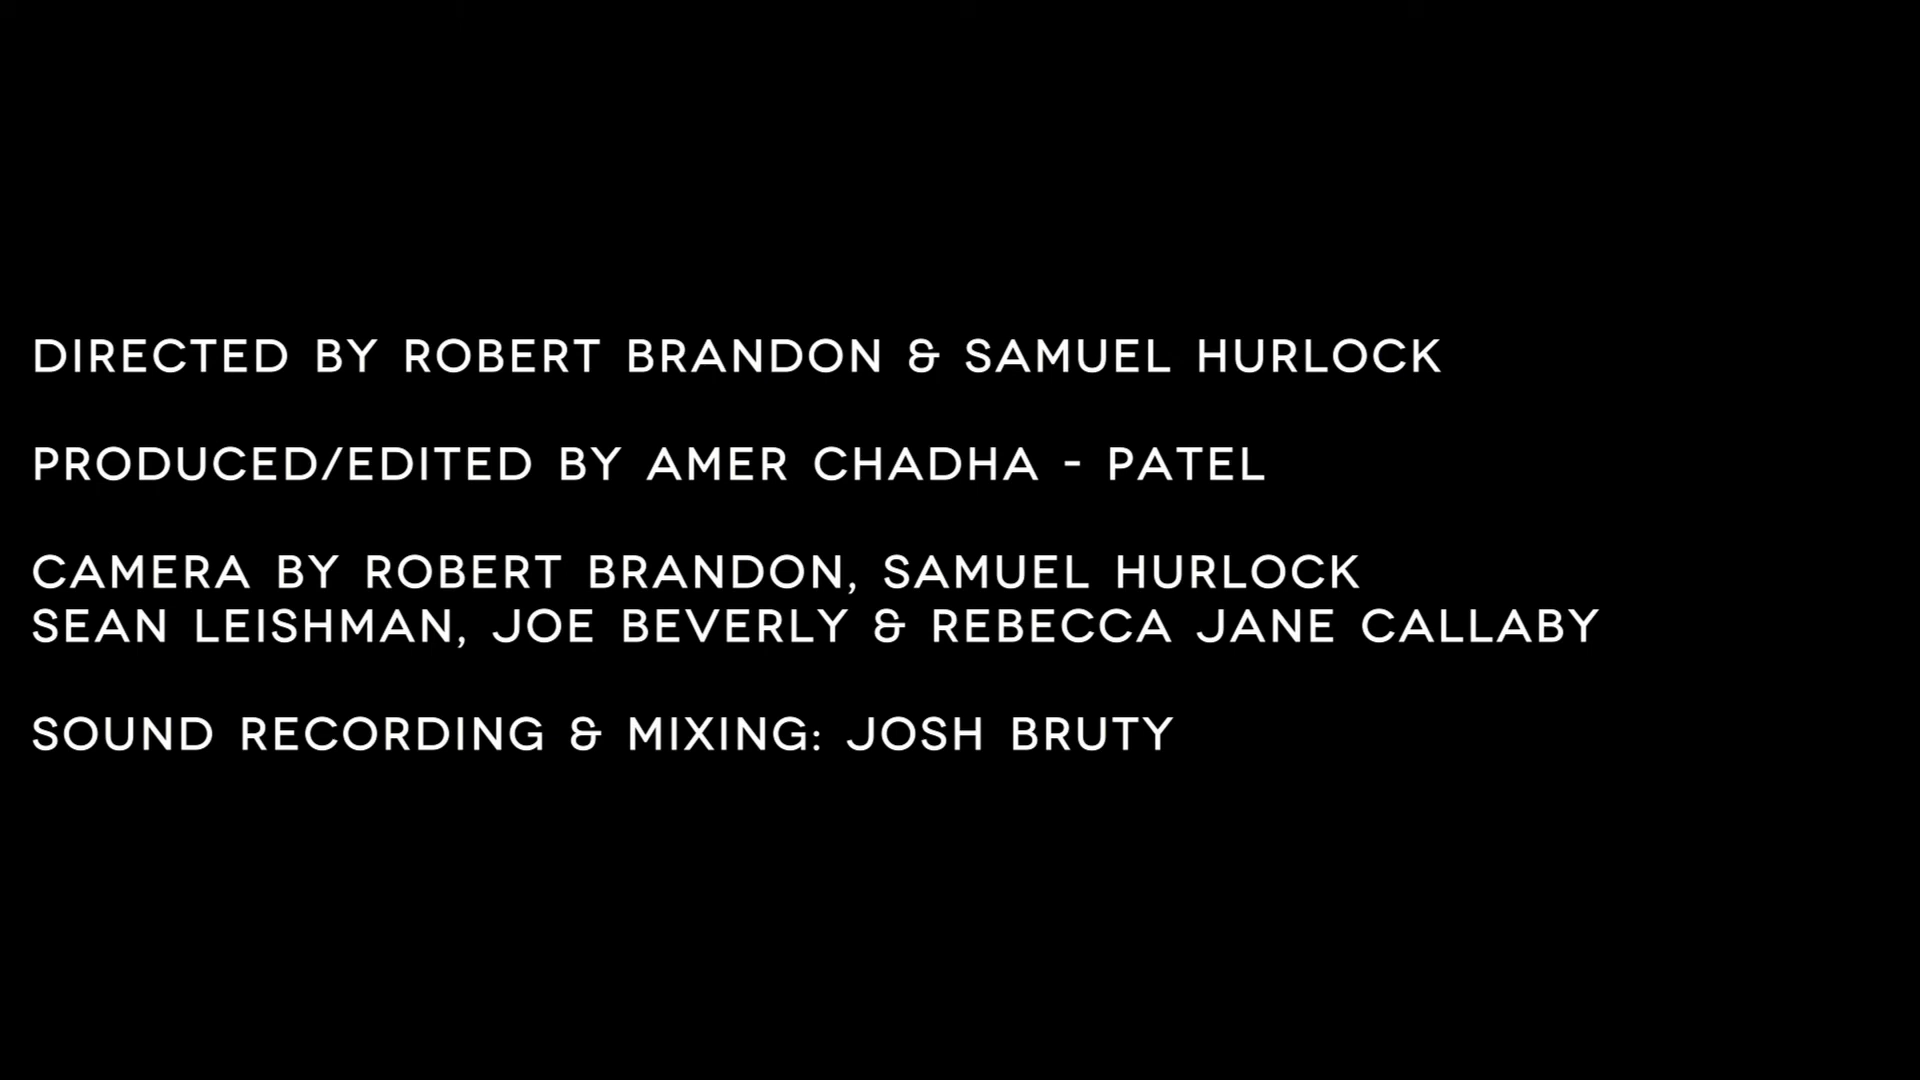 DIRECTED BY ROBERT BRANDON & SAMUEL HURLOCK
PRODUCED/EDITED BY AMER CHADHA - PATEL
CAMERA BY ROBERT BRANDON, SAMUEL HURLOCK
SEAN LEISHMAN, JOE BEVERLY & REBECCA JANE CALLABY
SOUND RECORDING & MIXING: JOSH BRUTY